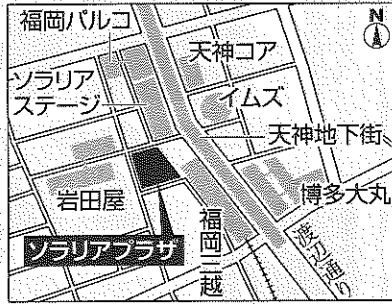 福岡パルコ
N
天神コア
ソラリア
ステージ
イムズ
天神地下街
岩田屋
博多大丸
ソラリアプラザ
福岡三越
渡辺通り